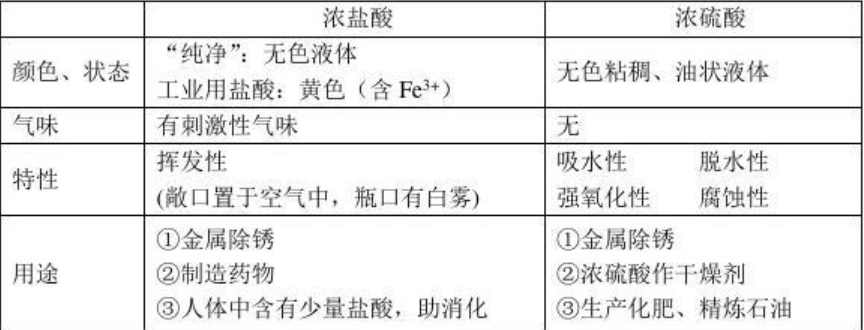 浓盐酸 浓硫酸
颜色、状态 “纯净”：无色液体 无色粘稠、油状液体
工业用盐酸：黄色（含 Fe³⁺）
气味 有刺激性气味 无
特性 挥发性 吸水性 脱水性
(敞口置于空气中，瓶口有白雾) 强氧化性 腐蚀性
用途 ①金属除锈 ①金属除锈
②制造药物 ②浓硫酸作干燥剂
③人体中含有少量盐酸，助消化 ③生产化肥、精炼石油